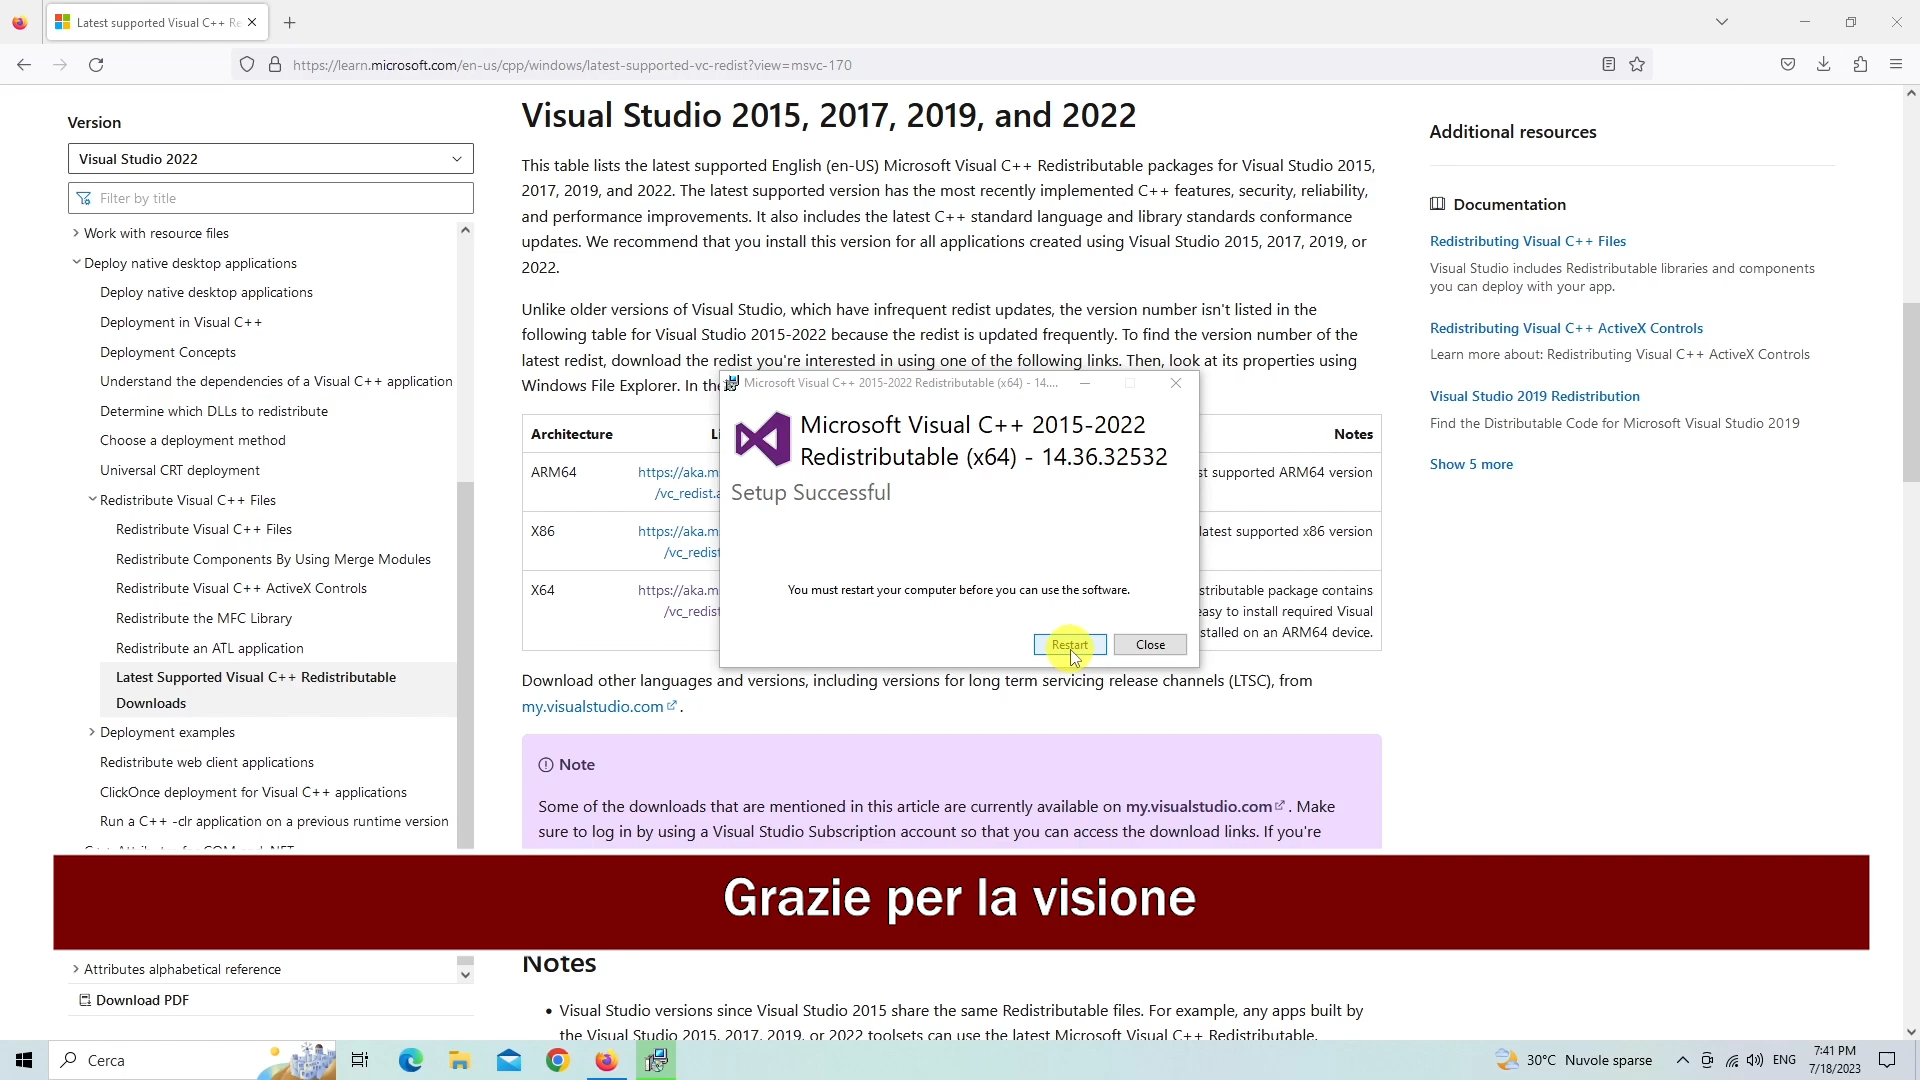 Latest supported Visual C++ Re
https://learn.microsoft.com/en-us/cpp/windows/latest-supported-vc-redist?view=msvc-170
Version
Visual Studio 2022
Filter by title
Work with resource files
Deploy native desktop applications
Deploy native desktop applications
Deployment in Visual C++
Deployment Concepts
Understand the dependencies of a Visual C++ application
Determine which DLLs to redistribute
Choose a deployment method
Universal CRT deployment
Redistribute Visual C++ Files
Redistribute Visual C++ Files
Redistribute Components By Using Merge Modules
Redistribute Visual C++ ActiveX Controls
Redistribute the MFC Library
Redistribute an ATL application
Latest Supported Visual C++ Redistributable
Downloads
Deployment examples
Redistribute web client applications
ClickOnce deployment for Visual C++ applications
Run a C++ -clr application on a previous runtime version
Attributes alphabetical reference
Download PDF
Visual Studio 2015, 2017, 2019, and 2022
This table lists the latest supported English (en-US) Microsoft Visual C++ Redistributable packages for Visual Studio 2015,
2017, 2019, and 2022. The latest supported version has the most recently implemented C++ features, security, reliability,
and performance improvements. It also includes the latest C++ standard language and library standards conformance
updates. We recommend that you install this version for all applications created using Visual Studio 2015, 2017, 2019, or
2022.
Unlike older versions of Visual Studio, which have infrequent redist updates, the version number isn't listed in the
following table for Visual Studio 2015-2022 because the redist is updated frequently. To find the version number of the
latest redist, download the redist you're interested in using one of the following links. Then, look at its properties using
Windows File Explorer. In the
Architecture Li Notes
ARM64 https://aka.m st supported ARM64 version
/vc_redist.a
X86 https://aka.m latest supported x86 version
/vc_redist
X64 https://aka.m stributable package contains
/vc_redist easy to install required Visual
stalled on an ARM64 device.
Microsoft Visual C++ 2015-2022 Redistributable (x64) - 14....
Microsoft Visual C++ 2015-2022
Redistributable (x64) - 14.36.32532
Setup Successful
You must restart your computer before you can use the software.
Restart Close
Download other languages and versions, including versions for long term servicing release channels (LTSC), from
my.visualstudio.com .
Note
Some of the downloads that are mentioned in this article are currently available on my.visualstudio.com . Make
sure to log in by using a Visual Studio Subscription account so that you can access the download links. If you're
Grazie per la visione
Notes
• Visual Studio versions since Visual Studio 2015 share the same Redistributable files. For example, any apps built by
the Visual Studio 2015, 2017, 2019, or 2022 toolsets can use the latest Microsoft Visual C++ Redistributable.
Additional resources
Documentation
Redistributing Visual C++ Files
Visual Studio includes Redistributable libraries and components
you can deploy with your app.
Redistributing Visual C++ ActiveX Controls
Learn more about: Redistributing Visual C++ ActiveX Controls
Visual Studio 2019 Redistribution
Find the Distributable Code for Microsoft Visual Studio 2019
Show 5 more
Cerca
30°C Nuvole sparse
ENG
7:41 PM
7/18/2023